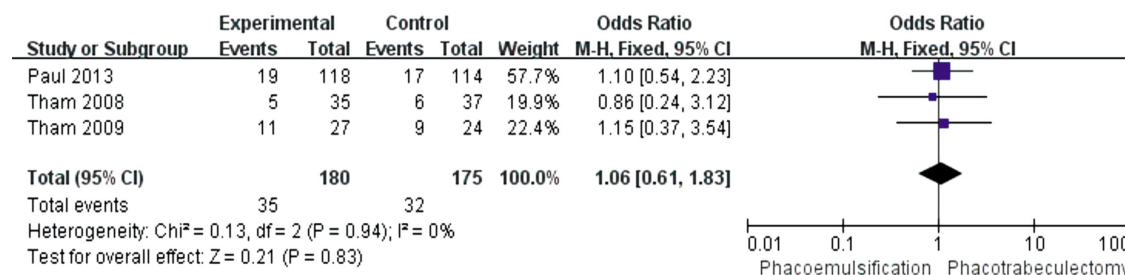 Experimental Control Odds Ratio Odds Ratio
Study or Subgroup Events Total Events Total Weight M-H, Fixed, 95% CI M-H, Fixed, 95% CI
Paul 2013 19 118 17 114 57.7% 1.10 [0.54, 2.23]
Tham 2008 5 35 6 37 19.9% 0.86 [0.24, 3.12]
Tham 2009 11 27 9 24 22.4% 1.15 [0.37, 3.54]
Total (95% CI) 180 175 100.0% 1.06 [0.61, 1.83]
Total events 35 32
Heterogeneity: Chi² = 0.13, df = 2 (P = 0.94); I² = 0%
Test for overall effect: Z = 0.21 (P = 0.83)
0.01 0.1 1 10 100
Phacoemulsification Phacotrabeculectomy